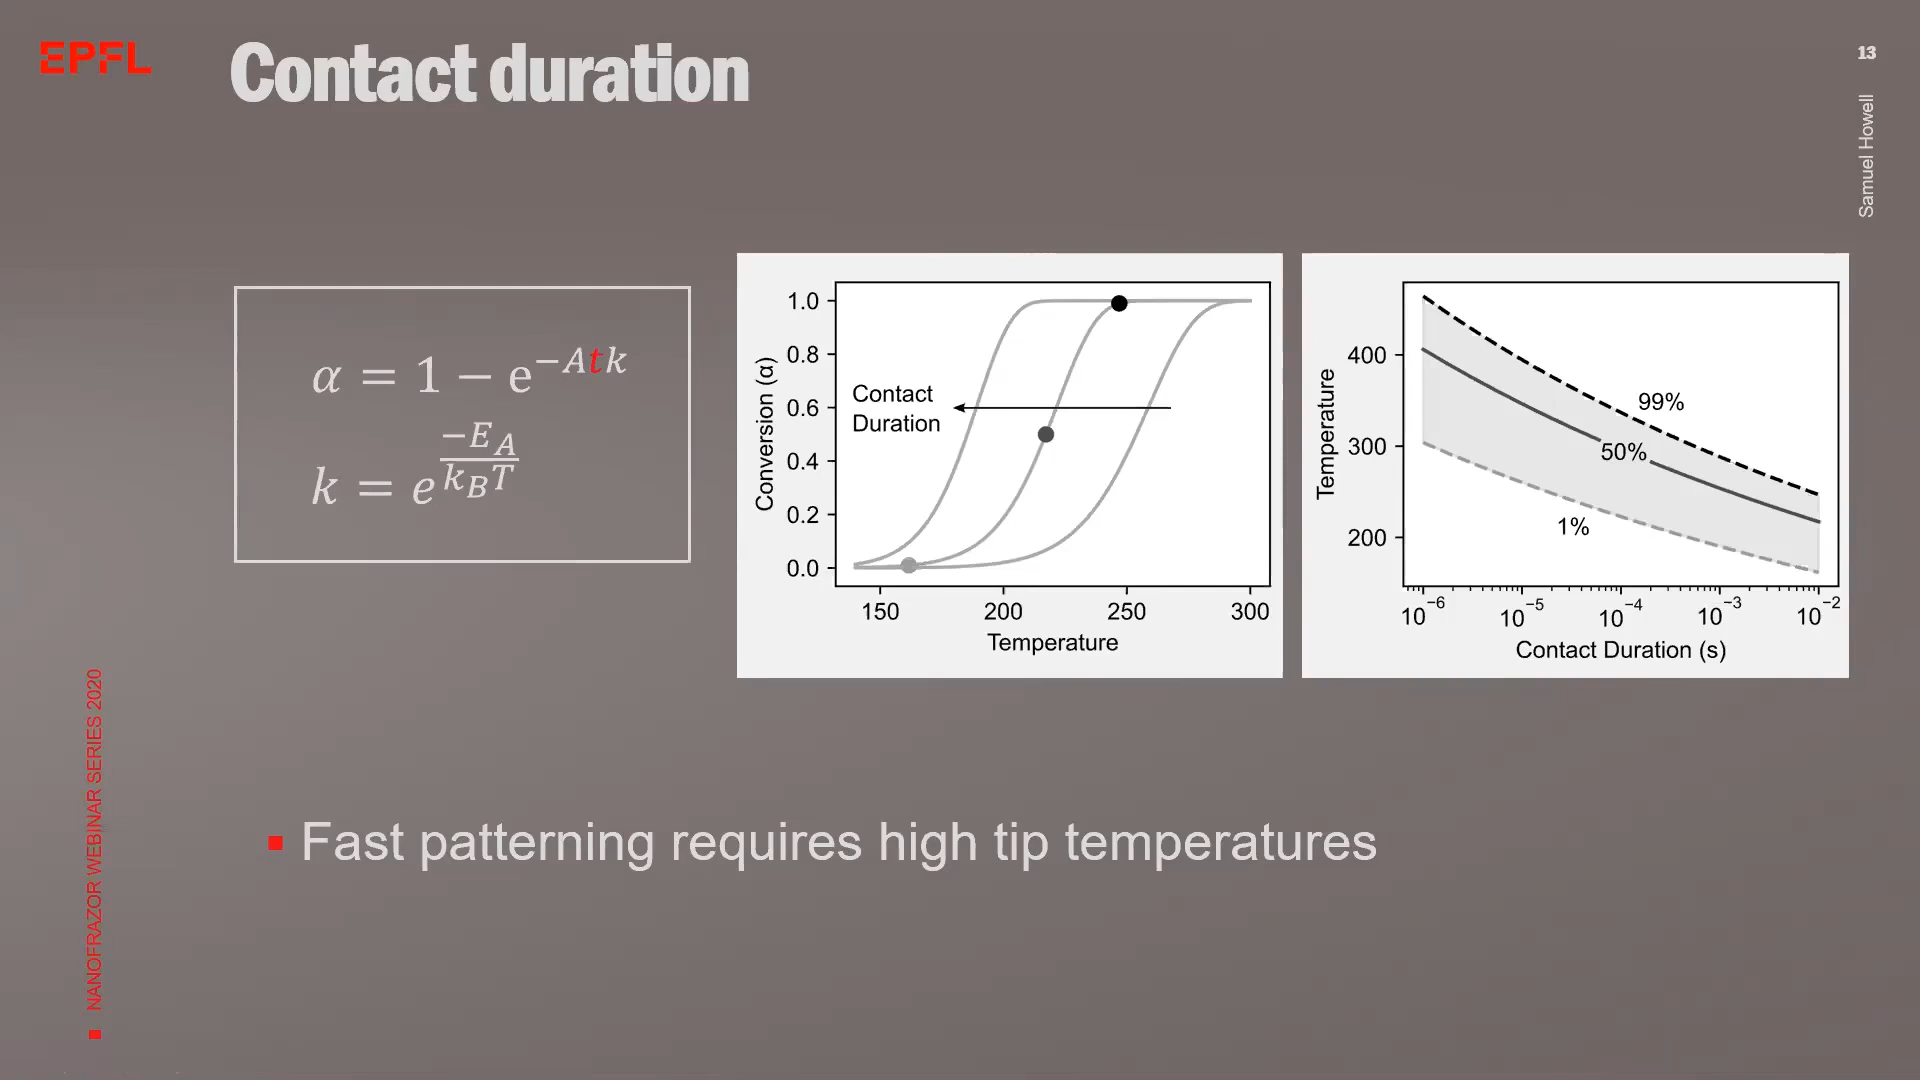 EPFL
Contact duration
13
Samuel Howell
α = 1 − e^{−Atk}
k = e^{\frac{−E_A}{k_B T}}
Conversion (α)
1.0
0.8
0.6
0.4
0.2
0.0
Contact
Duration
150 200 250 300
Temperature
Temperature
400
300
200
99%
50%
1%
10^{−6} 10^{−5} 10^{−4} 10^{−3} 10^{−2}
Contact Duration (s)
Fast patterning requires high tip temperatures
NANOFRAZOR WEBINAR SERIES 2020